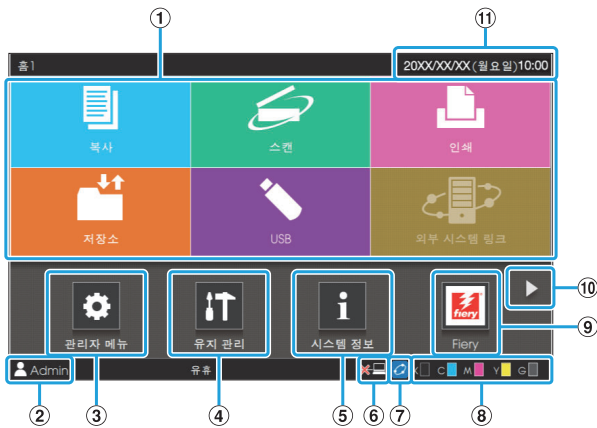 ① ⑪
홈1 20XX/XX/XX(월요일)10:00
복사 스캔 인쇄
저장소 USB 외부 시스템 링크
⑩
fiery
⑨
관리자 메뉴 유지 관리 시스템 정보 Fiery
Admin 유휴 K C M Y G
② ③ ④ ⑤ ⑥ ⑦ ⑧